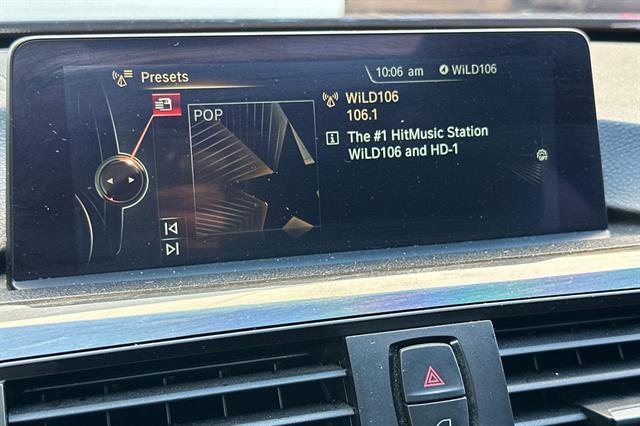 Presets
10:06 am WiLD106
POP
WiLD106
106.1
The #1 HitMusic Station
WiLD106 and HD-1